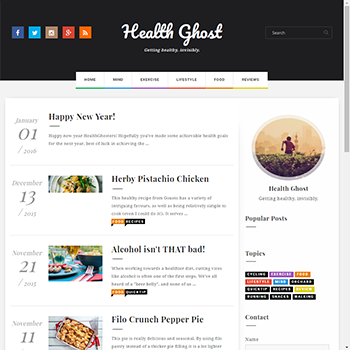 Health Ghost
Getting healthy, invisibly.
Search
HOME
MIND
EXERCISE
LIFESTYLE
FOOD
REVIEWS
January
01
2016
Happy New Year!
Happy new year HealthGhosters! Hopefully you've made some achievable health goals
for the next year. Best of luck in achieving the ...
December
13
2015
Herby Pistachio Chicken
This healthy recipe from Ocumo has a variety of
intriguing flavours, as well as being relatively simple to
cook (even I could do it!). It serves ...
FOOD RECIPES
November
21
2015
Alcohol isn't THAT bad!
When working towards a healthier diet, cutting vices
like alcohol is often one of the first steps. We've all
heard of a "beer belly", and none of us ...
FOOD QUICKTIP
November
11
2015
Filo Crunch Pepper Pie
This pie is really delicious and seasonal. By using filo
pastry instead of a thicker pie filling it is a lot lighter
Health Ghost
Getting healthy, invisibly.
Popular Posts
Topics
CYCLING EXERCISE FOOD
LIFESTYLE MIND ORCHARD
QUICKTIP RECIPES REVIEW
RUNNING SNACKS WALKING
Contact
Name